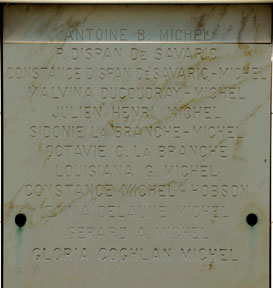 ANTOINE B. MICHEL
P. DISPAN DE SAVARIC
CONSTANCE DISPAN DE SAVARIC-MICHEL
MALVINA DUCOUDRAY-MICHEL
JULIEN HENRI MICHEL
SIDONIE LA BRANCHE-MICHEL
OCTAVIE C. LA BRANCHE
LOUISIANA G. MICHEL
CONSTANCE MICHEL-HOBSON
EMMA DELAUNE MICHEL
GERARD A. MICHEL
GLORIA COGHLAN MICHEL